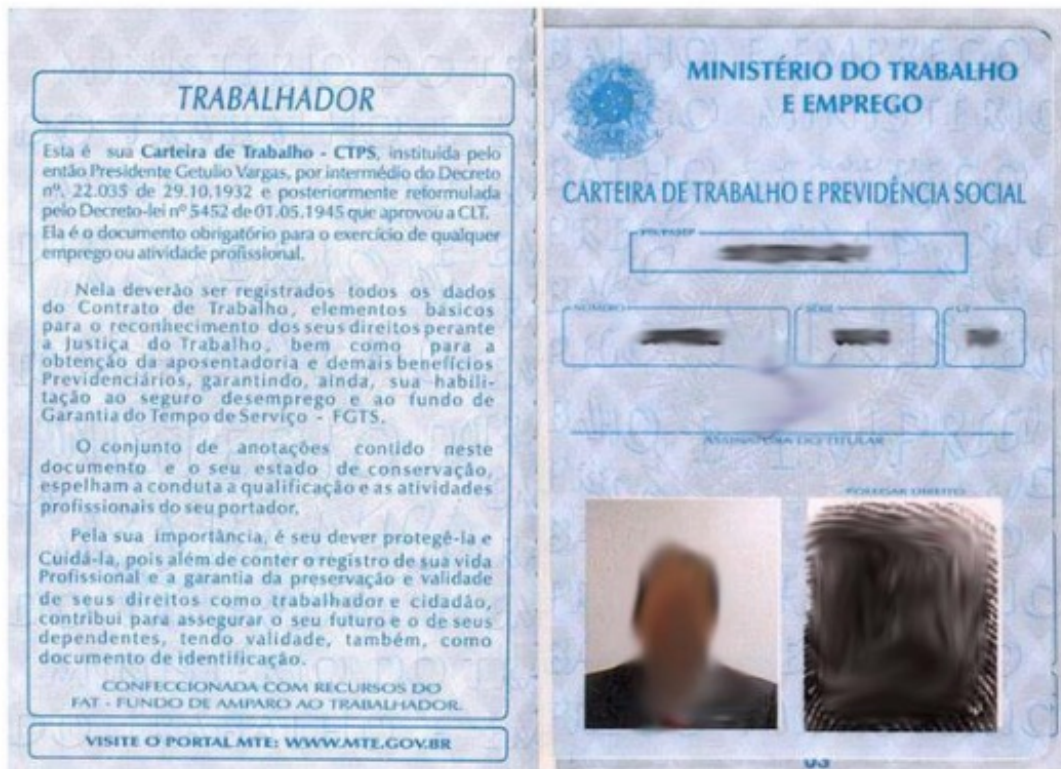 TRABALHADOR
Esta é sua Carteira de Trabalho - CTPS, instituida pelo
então Presidente Getulio Vargas, por intermédio do Decreto
nº. 22.035 de 29.10.1932 e posteriormente reformulada
pelo Decreto-lei nº 5452 de 01.05.1945 que aprovou a CLT.
Ela é o documento obrigatório para o exercício de qualquer
emprego ou atividade profissional.
Nela deverão ser registrados todos os dados
do Contrato de Trabalho, elementos básicos
para o reconhecimento dos seus direitos perante
a Justiça do Trabalho, bem como para a
obtenção da aposentadoria e demais benefícios
Previdenciários, garantindo, ainda, sua habili-
tação ao seguro desemprego e ao fundo de
Garantia do Tempo de Serviço - FGTS.
O conjunto de anotações contido neste
documento e o seu estado de conservação,
espelham a conduta a qualificação e as atividades
profissionais do seu portador.
Pela sua importância, é seu dever protegê-la e
Cuidá-la, pois além de conter o registro de sua vida
Profissional e a garantia da preservação e validade
de seus direitos como trabalhador e cidadão,
contribui para assegurar o seu futuro e o de seus
dependentes, tendo validade, também, como
documento de identificação.
CONFECCIONADA COM RECURSOS DO
FAT - FUNDO DE AMPARO AO TRABALHADOR.
VISITE O PORTAL MTE: WWW.MTE.GOV.BR
MINISTÉRIO DO TRABALHO
E EMPREGO
CARTEIRA DE TRABALHO E PREVIDÊNCIA SOCIAL
PIS/PASEP
NÚMERO SÉRIE UF
ASSINATURA DO TITULAR
POLEGAR DIREITO